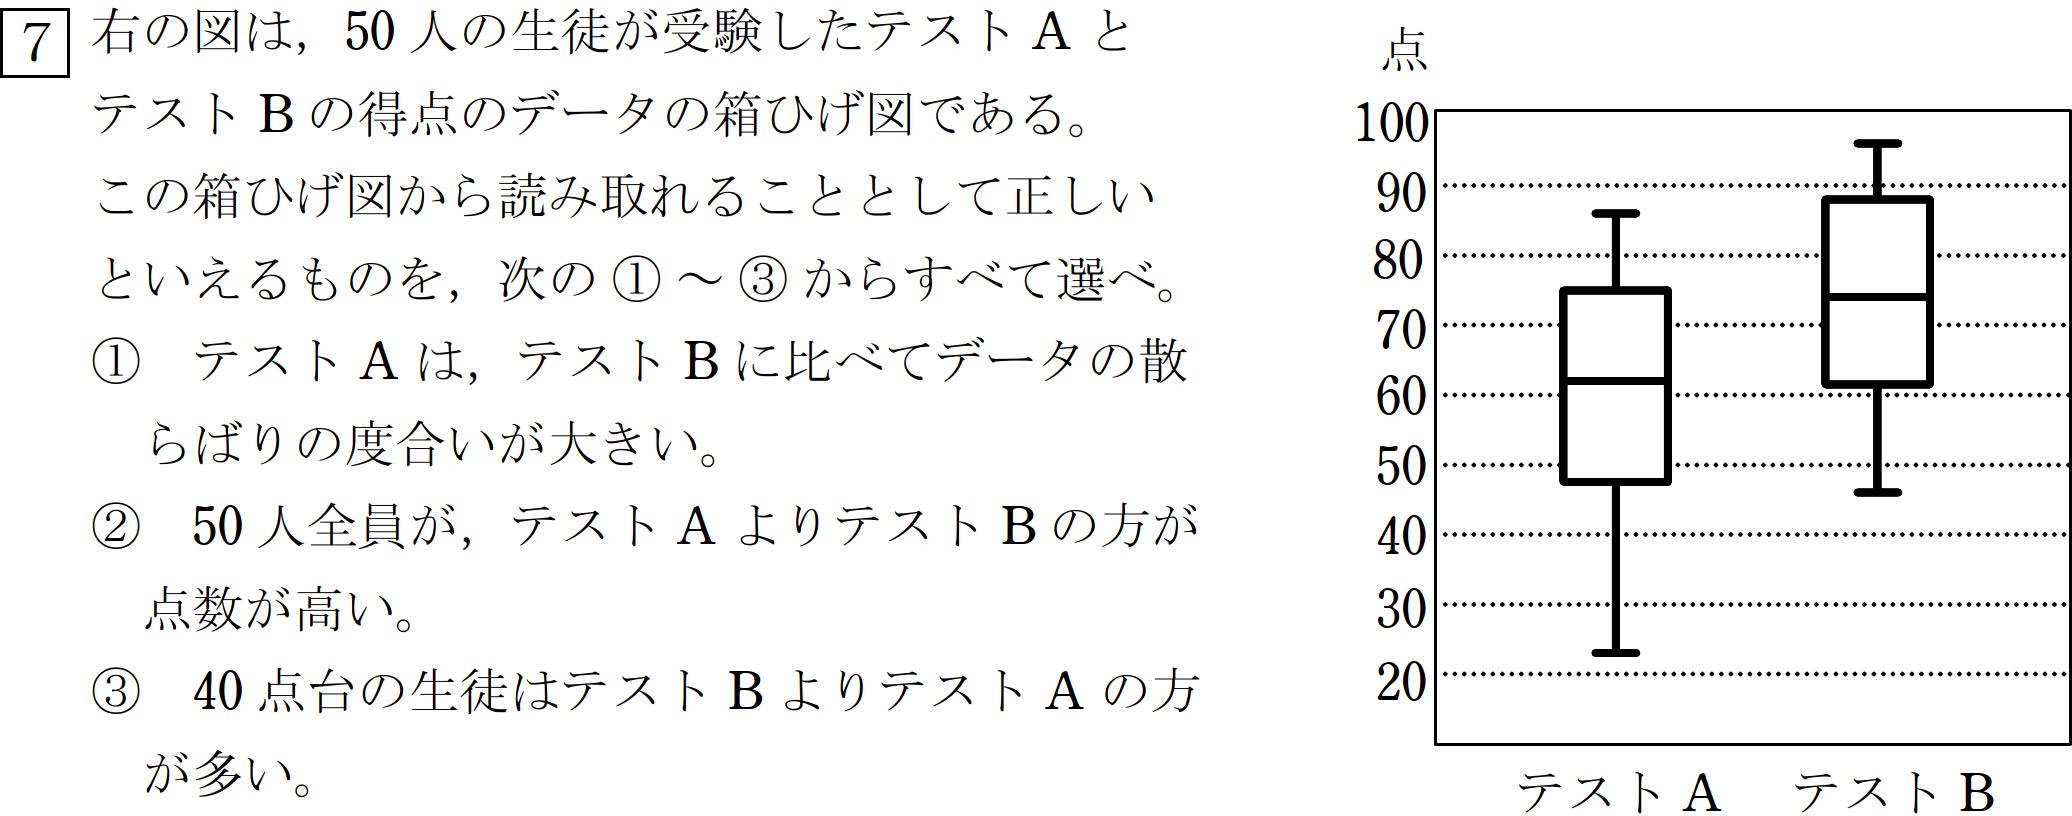 7 右の図は，50 人の生徒が受験したテスト A と
テスト B の得点のデータの箱ひげ図である。
この箱ひげ図から読み取れることとして正しい
といえるものを，次の ① ～ ③ からすべて選べ。
① テスト A は，テスト B に比べてデータの散
らばりの度合いが大きい。
② 50 人全員が，テスト A よりテスト B の方が
点数が高い。
③ 40 点台の生徒はテスト B よりテスト A の方
が多い。
点
100
90
80
70
60
50
40
30
20
テスト A テスト B